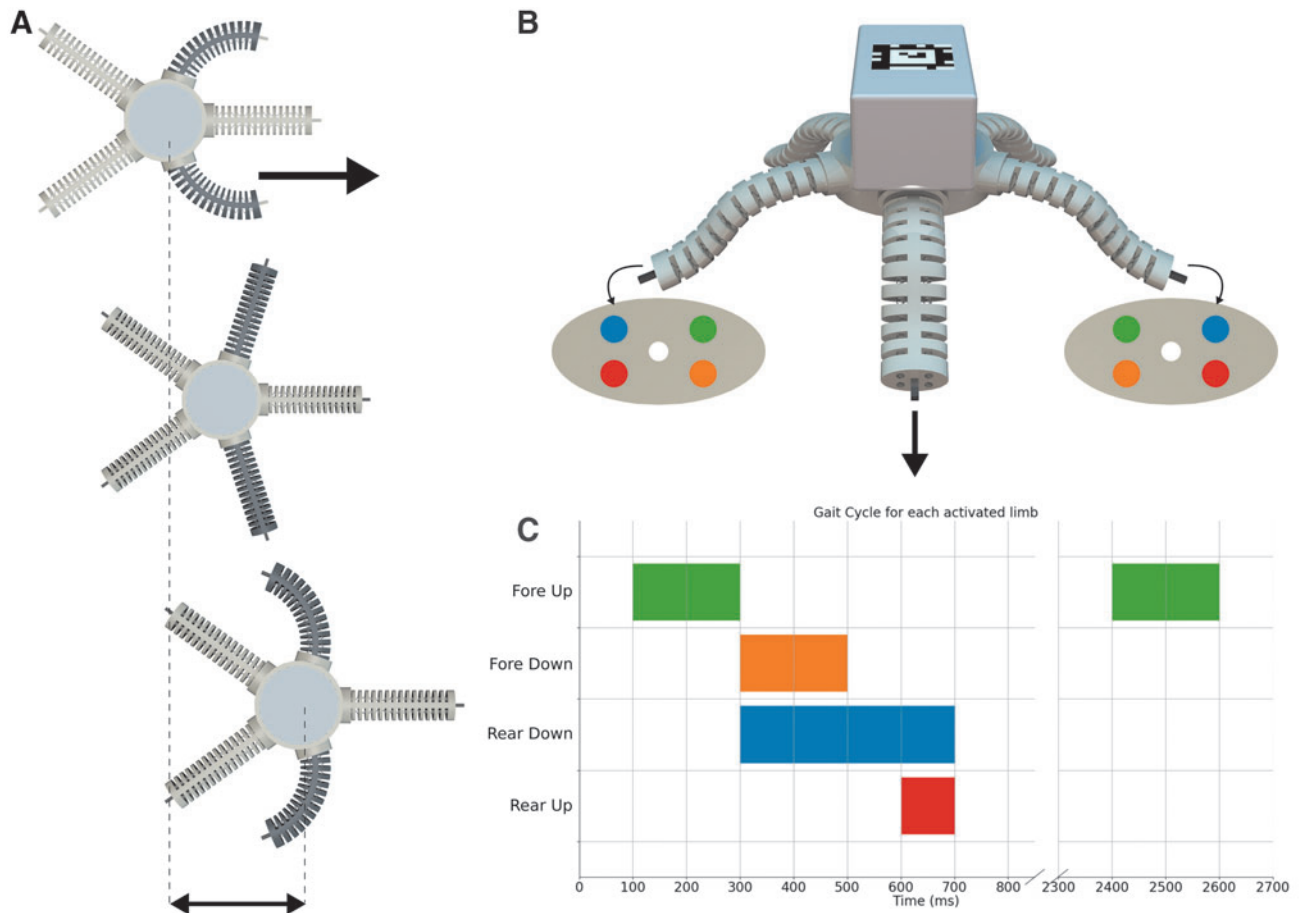 A
B
C
Gait Cycle for each activated limb
Fore Up
Fore Down
Rear Down
Rear Up
0 100 200 300 400 500 600 700 800 2300 2400 2500 2600 2700
Time (ms)